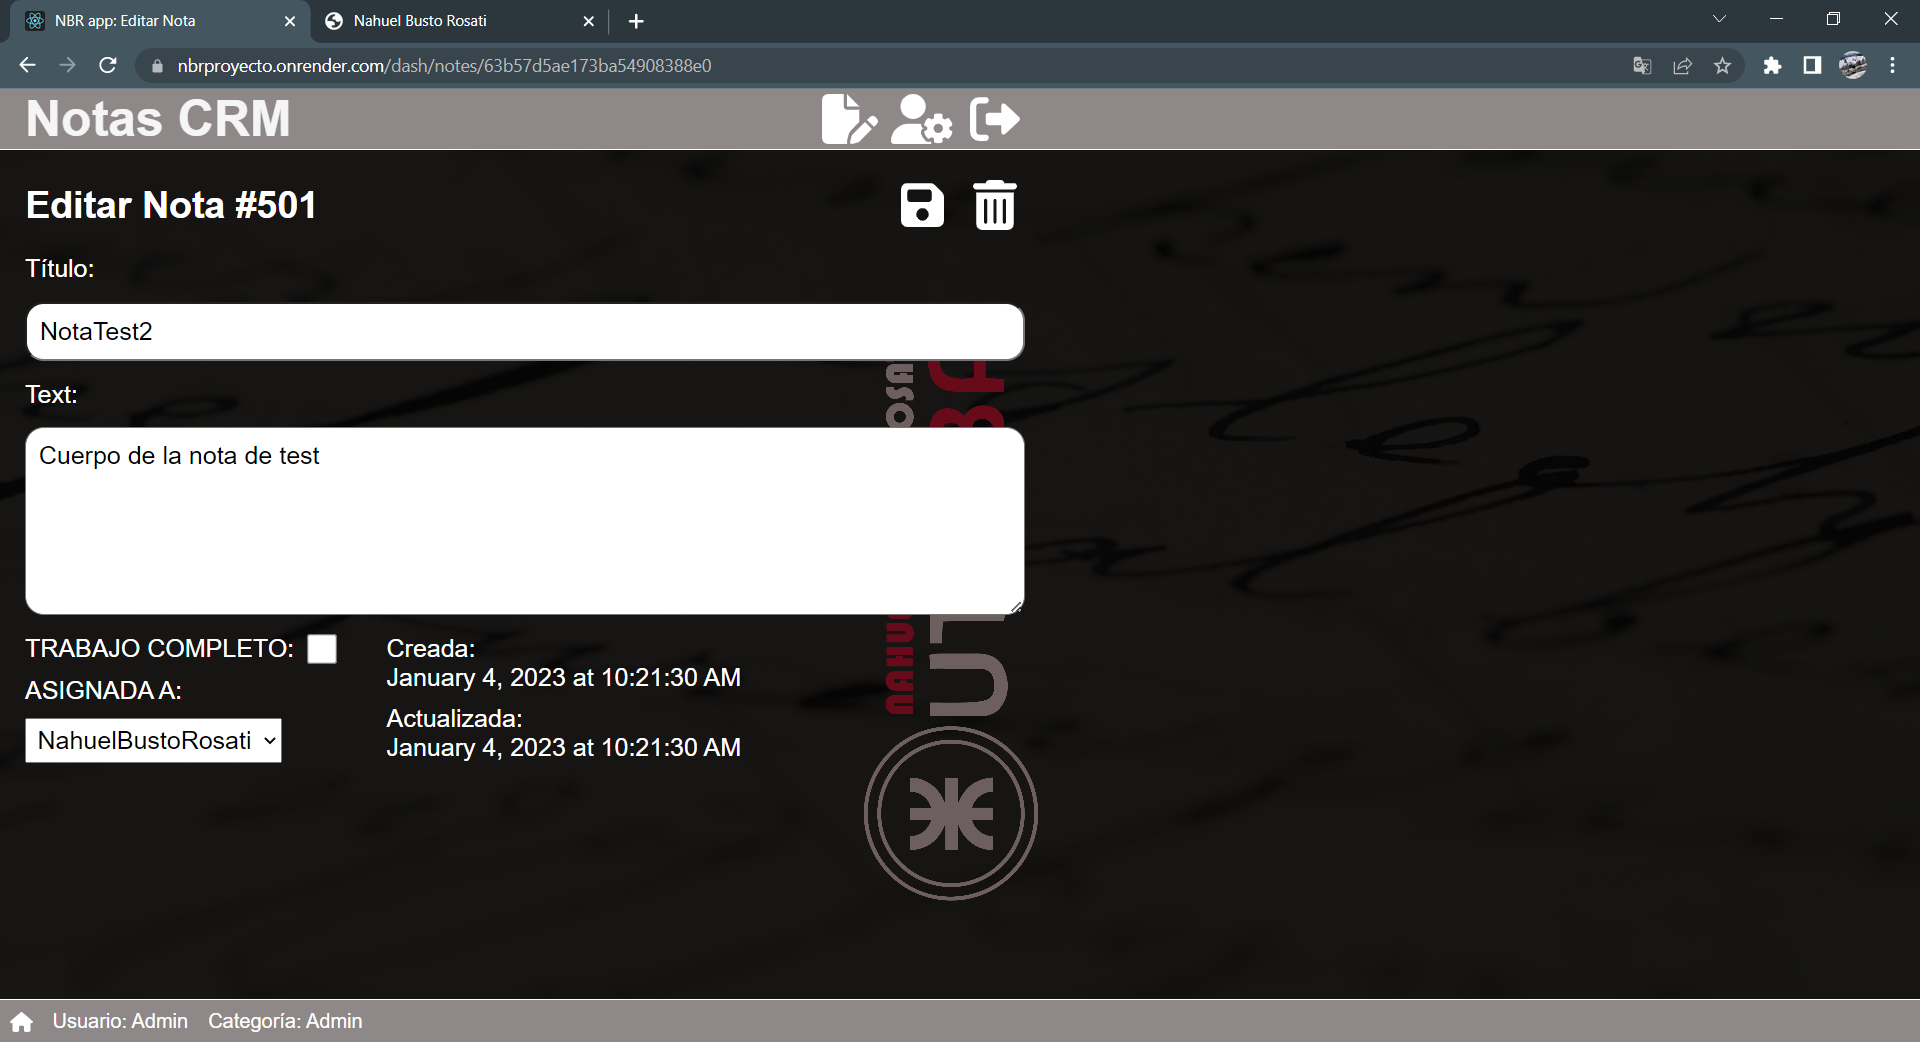 NBR app: Editar Nota
Nahuel Busto Rosati
nbrproyecto.onrender.com/dash/notes/63b57d5ae173ba54908388e0
Notas CRM
Editar Nota #501
Título:
NotaTest2
Text:
Cuerpo de la nota de test
TRABAJO COMPLETO:
ASIGNADA A:
NahuelBustoRosati
Creada:
January 4, 2023 at 10:21:30 AM
Actualizada:
January 4, 2023 at 10:21:30 AM
Usuario: Admin Categoría: Admin